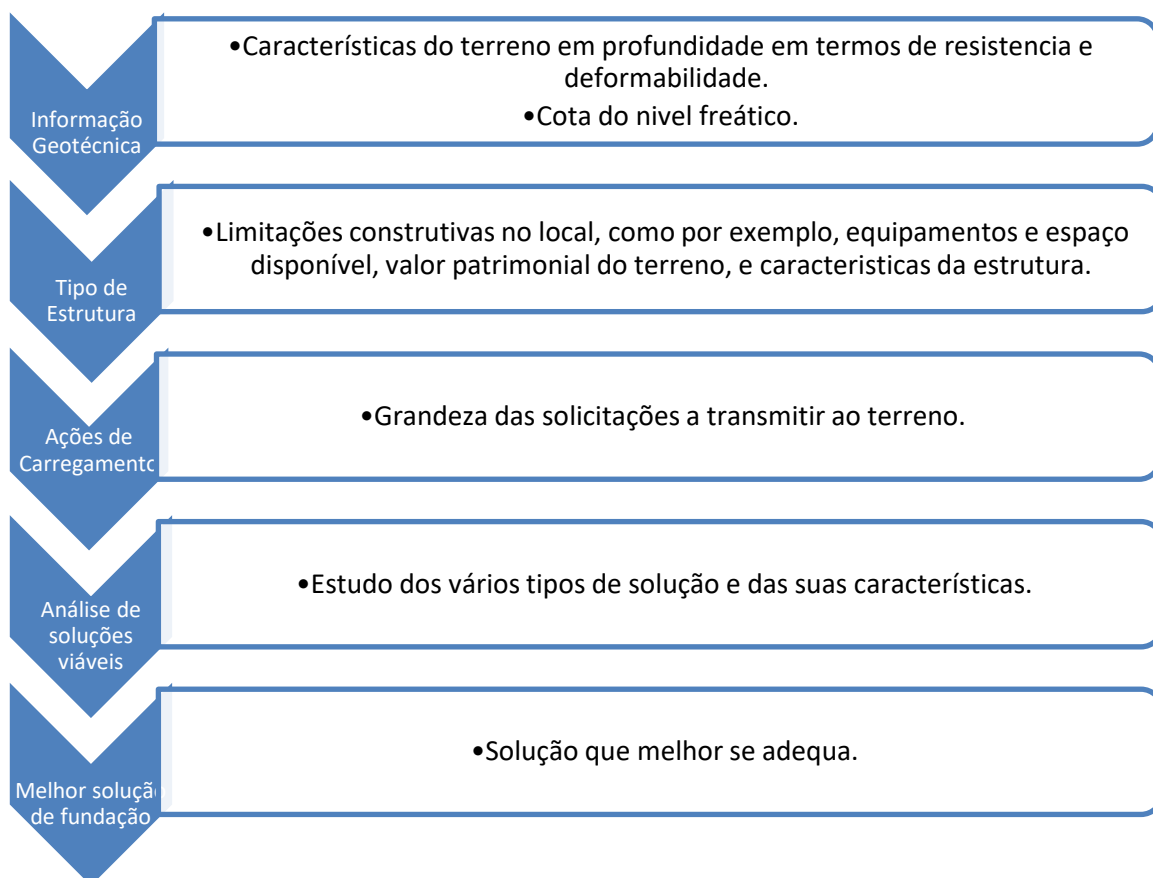 Informação
Geotécnica
•Características do terreno em profundidade em termos de resistencia e
deformabilidade.
•Cota do nivel freático.
Tipo de
Estrutura
•Limitações construtivas no local, como por exemplo, equipamentos e espaço
disponível, valor patrimonial do terreno, e caracteristicas da estrutura.
Ações de
Carregamento
•Grandeza das solicitações a transmitir ao terreno.
Análise de
soluções
viáveis
•Estudo dos vários tipos de solução e das suas características.
Melhor solução
de fundação
•Solução que melhor se adequa.